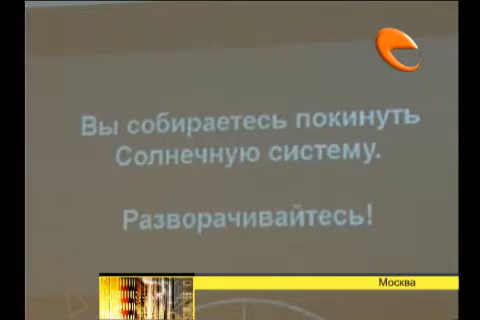 Вы собираетесь покинуть
Солнечную систему.
Разворачивайтесь!
Москва